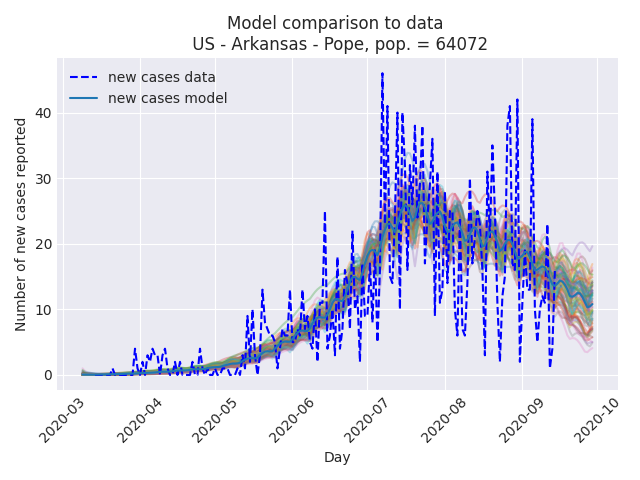 Model comparison to data
US - Arkansas - Pope, pop. = 64072
new cases data
new cases model
Number of new cases reported
40
30
20
10
0
2020-03
2020-04
2020-05
2020-06
2020-07
2020-08
2020-09
2020-10
Day